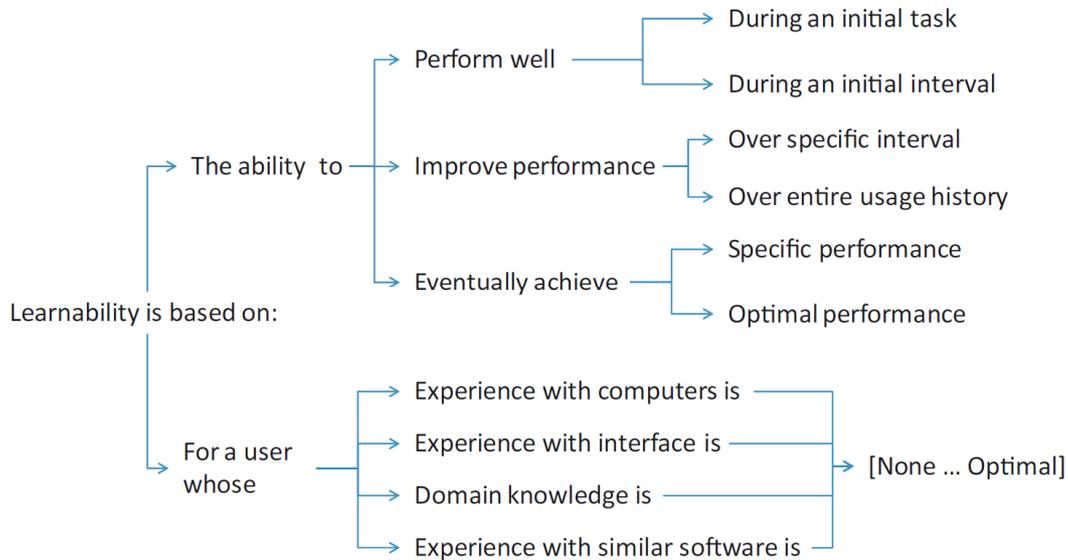 During an initial task
Perform well
During an initial interval
Over specific interval
The ability to
Improve performance
Over entire usage history
Specific performance
Eventually achieve
Optimal performance
Learnability is based on:
Experience with computers is
Experience with interface is
For a user
whose
[None ... Optimal]
Domain knowledge is
Experience with similar software is